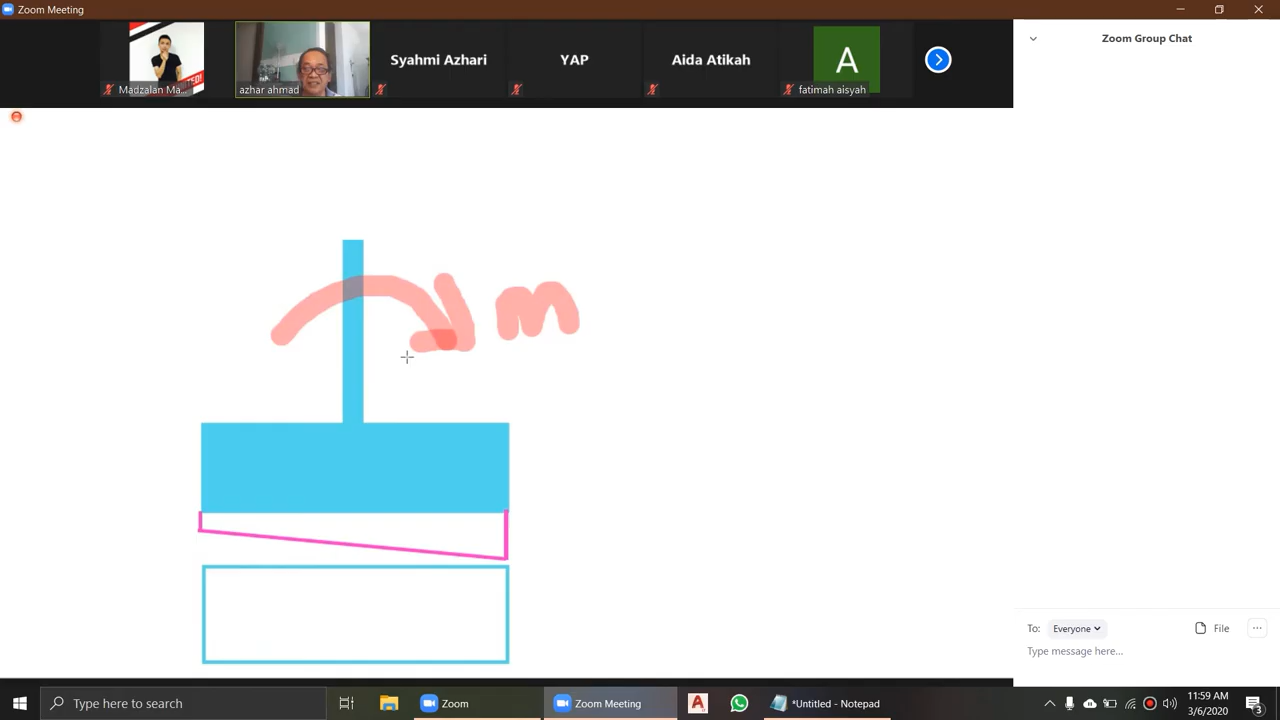 Zoom Meeting
Zoom Group Chat
Syahmi Azhari
YAP
Aida Atikah
A
Madzalan Ma...
azhar ahmad
fatimah aisyah
m
To: Everyone
File
...
Type message here...
Type here to search
Zoom
Zoom Meeting
*Untitled - Notepad
11:59 AM
3/6/2020
3